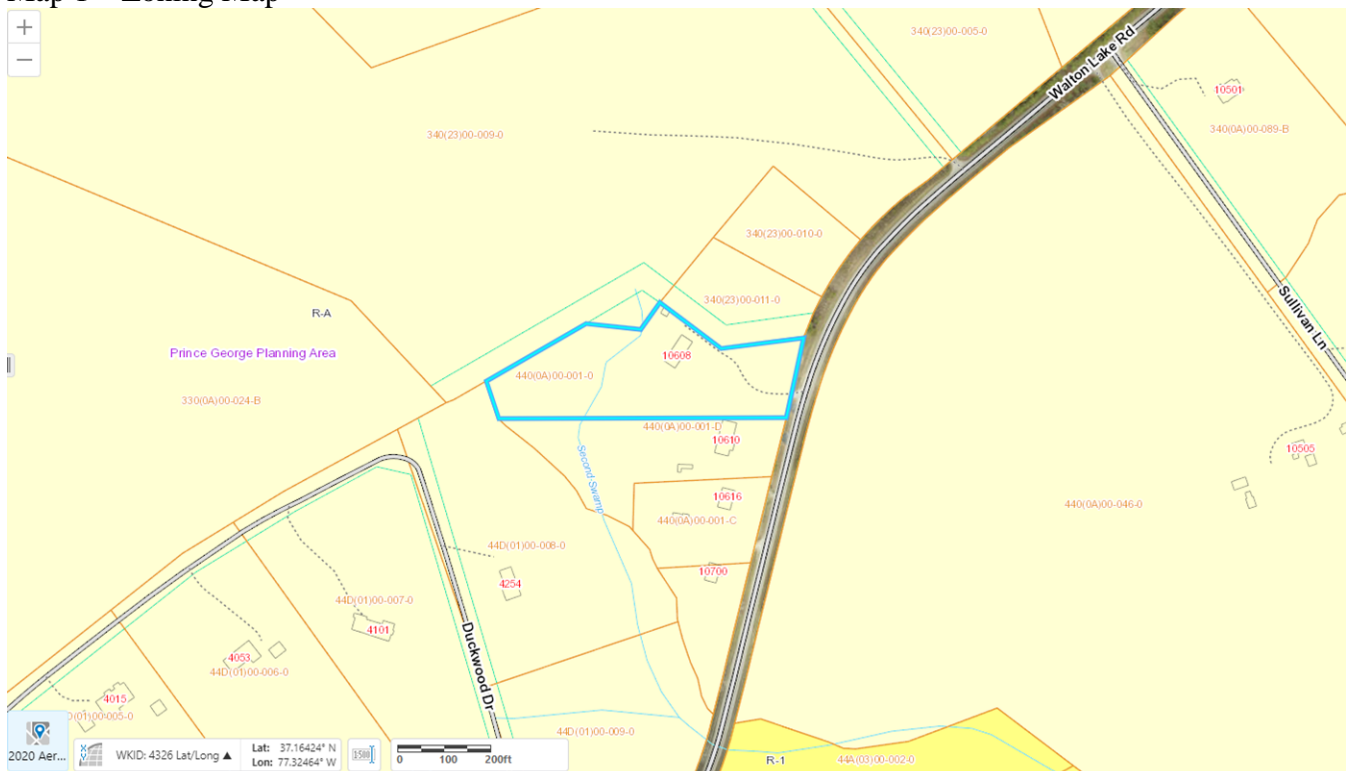 Map 1 – Zoning Map
+
−
340(23)00-005-0
Walton Lake Rd
10501
340(0A)00-089-B
340(23)00-009-0
340(23)00-010-0
340(23)00-011-0
Sullivan Ln
R-A
Prince George Planning Area
330(0A)00-024-B
10608
440(0A)00-001-0
440(0A)00-001-D
10610
Second Swamp
10616
440(0A)00-001-C
10700
10505
440(0A)00-046-0
44D(01)00-008-0
4254
44D(01)00-007-0
4101
Duckwood Dr
4053
44D(01)00-006-0
4015
D(01)00-005-0
44D(01)00-009-0
R-1
44A(03)00-002-0
2020 Aer...
WKID: 4326 Lat/Long ▲
Lat: 37.16424° N
Lon: 77.32464° W
1500
0 100 200ft